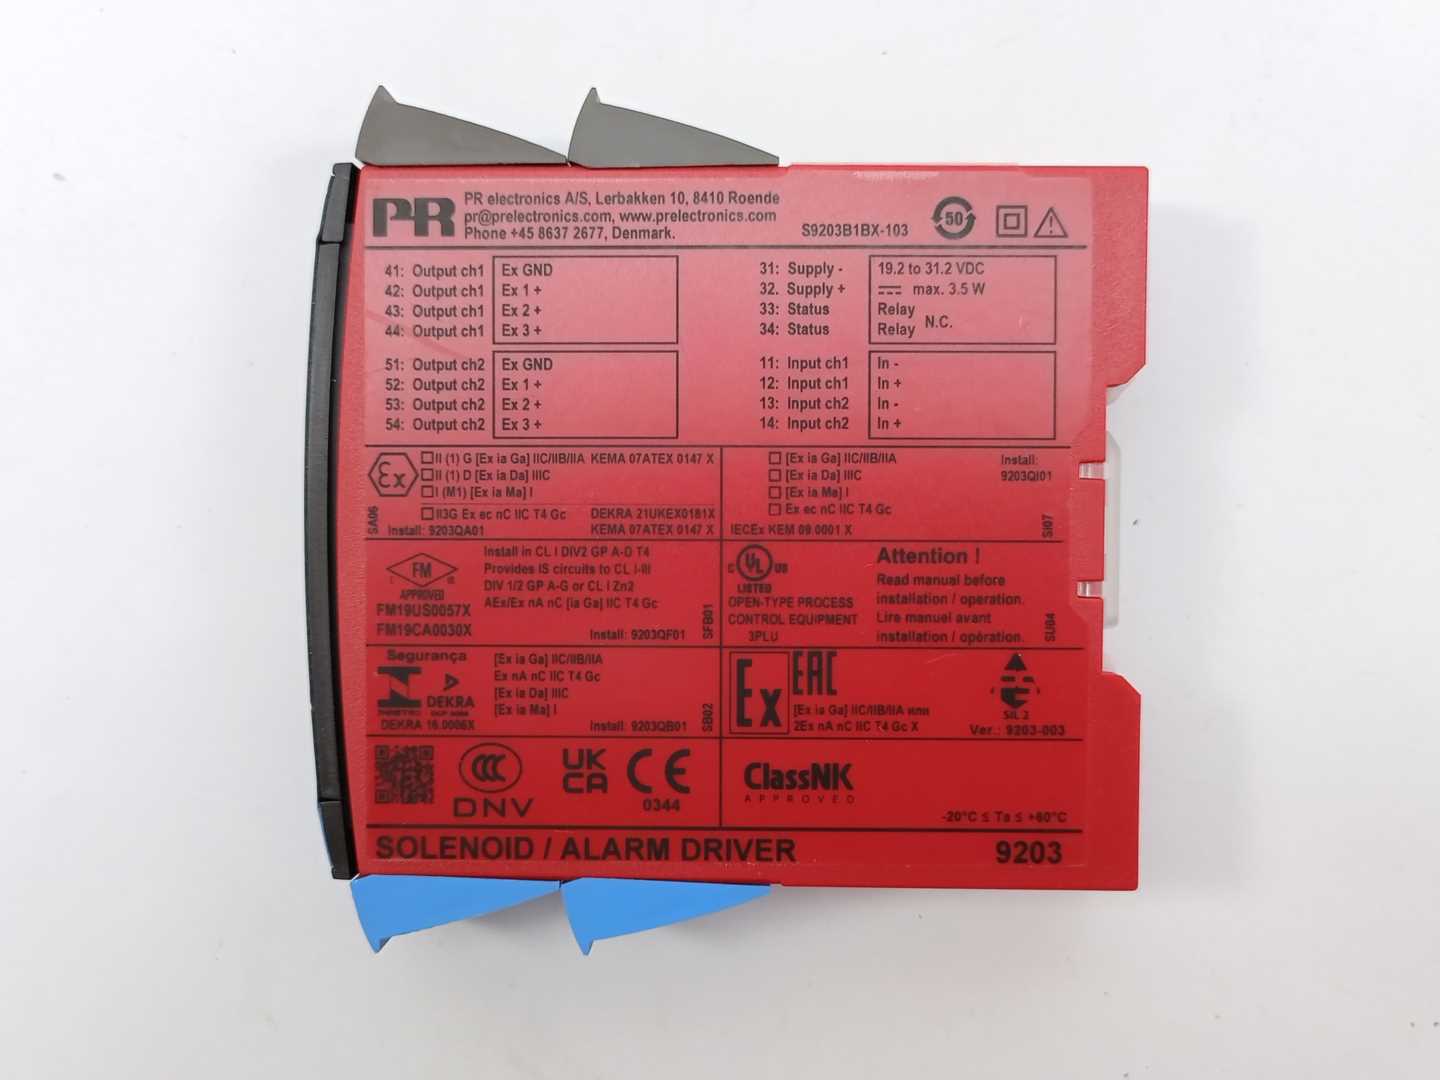 PR
PR electronics A/S, Lerbakken 10, 8410 Roende
pr@prelectronics.com, www.prelectronics.com
Phone +45 8637 2677, Denmark.
S9203B1BX-103
50
41: Output ch1 Ex GND
42: Output ch1 Ex 1 +
43: Output ch1 Ex 2 +
44: Output ch1 Ex 3 +
31: Supply - 19.2 to 31.2 VDC
32. Supply + max. 3.5 W
33: Status Relay
34: Status Relay N.C.
51: Output ch2 Ex GND
52: Output ch2 Ex 1 +
53: Output ch2 Ex 2 +
54: Output ch2 Ex 3 +
11: Input ch1 In -
12: Input ch1 In +
13: Input ch2 In -
14: Input ch2 In +
Ex
II (1) G [Ex ia Ga] IIC/IIB/IIA KEMA 07ATEX 0147 X
II (1) D [Ex ia Da] IIIC
I (M1) [Ex ia Ma] I
II3G Ex ec nC IIC T4 Gc DEKRA 21UKEX0181X
Install: 9203QA01 KEMA 07ATEX 0147 X
SA06
[Ex ia Ga] IIC/IIB/IIA
[Ex ia Da] IIIC
[Ex ia Ma] I
Ex ec nC IIC T4 Gc
IECEx KEM 09.0001 X
Install:
9203QI01
SI07
C FM US
APPROVED
FM19US0057X
FM19CA0030X
Install in CL I DIV2 GP A-D T4
Provides IS circuits to CL I-III
DIV 1/2 GP A-G or CL I Zn2
AEx/Ex nA nC [ia Ga] IIC T4 Gc
Install: 9203QF01
SFB01
C UL US
LISTED
OPEN-TYPE PROCESS
CONTROL EQUIPMENT
3PLU
Attention !
Read manual before
installation / operation.
Lire manuel avant
installation / opération.
SU04
Segurança
DEKRA
DEKRA 16.0006X
[Ex ia Ga] IIC/IIB/IIA
Ex nA nC IIC T4 Gc
[Ex ia Da] IIIC
[Ex ia Ma] I
Install: 9203QB01
SB02
Ex
EAC
[Ex ia Ga] IIC/IIB/IIA или
2Ex nA nC IIC T4 Gc X
SIL 2
Ver.: 9203-003
CCC
DNV
UK
CA
CE
0344
ClassNK
APPROVED
-20°C ≤ Ta ≤ +60°C
SOLENOID / ALARM DRIVER
9203